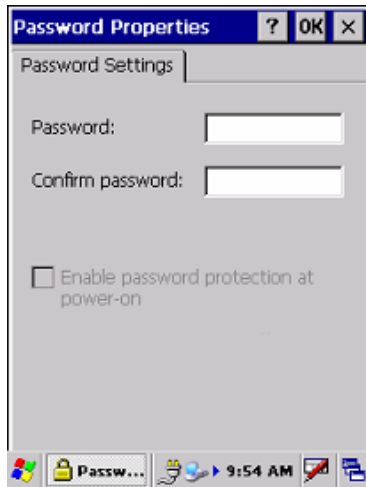 Password Properties ? OK ×
Password Settings
Password:
Confirm password:
Enable password protection at
power-on
Passw... 9:54 AM